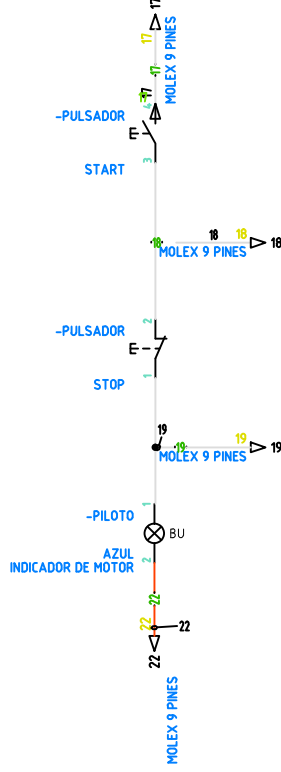 17
17
17
MOLEX 9 PINES
17
4
-PULSADOR
3
START
18
18
18
18
MOLEX 9 PINES
2
-PULSADOR
1
STOP
19
19
19
19
MOLEX 9 PINES
1
-PILOTO
BU
AZUL
2
INDICADOR DE MOTOR
22
22
22
22
MOLEX 9 PINES